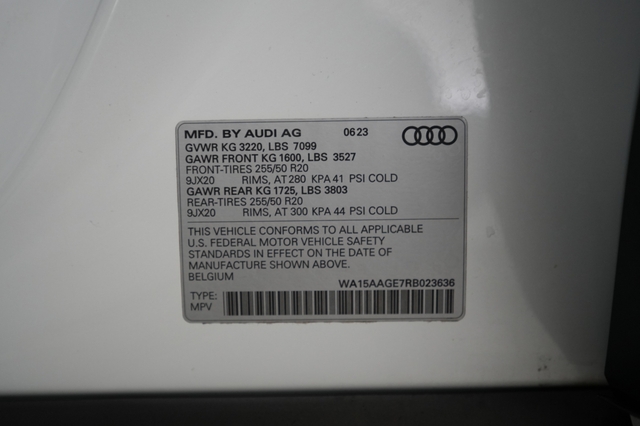 MFD. BY AUDI AG 06 23
GVWR KG 3220, LBS 7099
GAWR FRONT KG 1600, LBS 3527
FRONT-TIRES 255/50 R20
9JX20 RIMS, AT 280 KPA 41 PSI COLD
GAWR REAR KG 1725, LBS 3803
REAR-TIRES 255/50 R20
9JX20 RIMS, AT 300 KPA 44 PSI COLD
THIS VEHICLE CONFORMS TO ALL APPLICABLE
U.S. FEDERAL MOTOR VEHICLE SAFETY
STANDARDS IN EFFECT ON THE DATE OF
MANUFACTURE SHOWN ABOVE.
BELGIUM
WA15AAGE7RB023636
TYPE:
MPV